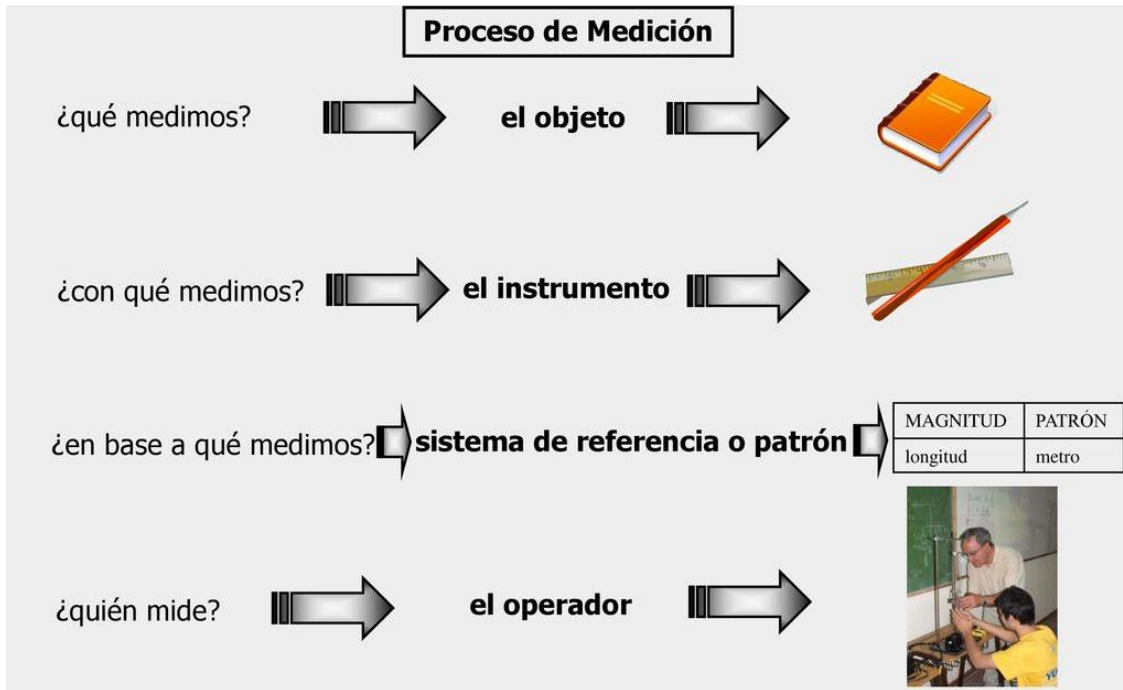 Proceso de Medición
¿qué medimos? el objeto
¿con qué medimos? el instrumento
¿en base a qué medimos? sistema de referencia o patrón
MAGNITUD PATRÓN
longitud metro
¿quién mide? el operador